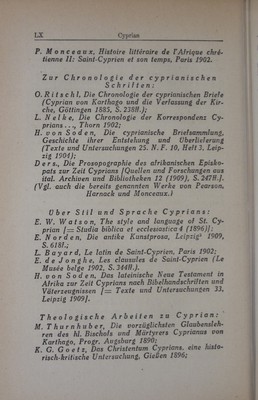 LX Cyprian
P. Monceaux, Histoire littéraire de l'Afrique chré-
tienne II: Saint-Cyprien et son temps, Paris 1902.
Zur Chronologie der cyprianischen
Schriften:
O. Ritschl, Die Chronologie der cyprianischen Briefe
(Cyprian von Karthago und die Verfassung der Kir-
che, Göttingen 1885, S. 238ff.);
L. Nelke, Die Chronologie der Korrespondenz Cy-
prians . . ., Thorn 1902;
H. von Soden, Die cyprianische Briefsammlung,
Geschichte ihrer Entstehung und Überlieferung
(Texte und Untersuchungen 25. N. F. 10, Heft 3, Leip-
zig 1904);
Ders., Die Prosopographie des afrikanischen Episko-
pats zur Zeit Cyprians [Quellen und Forschungen aus
ital. Archiven und Bibliotheken 12 (1909), S. 247ff.].
(Vgl. auch die bereits genannten Werke von Pearson,
Harnack und Monceaux.)
Über Stil und Sprache Cyprians:
E. W. Watson, The style and language of St. Cy-
prian [= Studia biblica et ecclesiastica 4 (1896)];
E. Norden, Die antike Kunstprosa, Leipzig² 1909,
S. 618f.;
L. Bayard, Le latin de Saint-Cyprien, Paris 1902;
E. de Jonghe, Les clausules de Saint-Cyprien (Le
Musée belge 1902, S. 344ff.).
H. von Soden, Das lateinische Neue Testament in
Afrika zur Zeit Cyprians nach Bibelhandschriften und
Väterzeugnissen [= Texte und Untersuchungen 33,
Leipzig 1909].
Theologische Arbeiten zu Cyprian:
M. Thurnhuber, Die vorzüglichsten Glaubensleh-
ren des hl. Bischofs und Märtyrers Cyprianus von
Karthago, Progr. Augsburg 1890;
K. G. Goetz, Das Christentum Cyprians, eine histo-
risch-kritische Untersuchung, Gießen 1896;